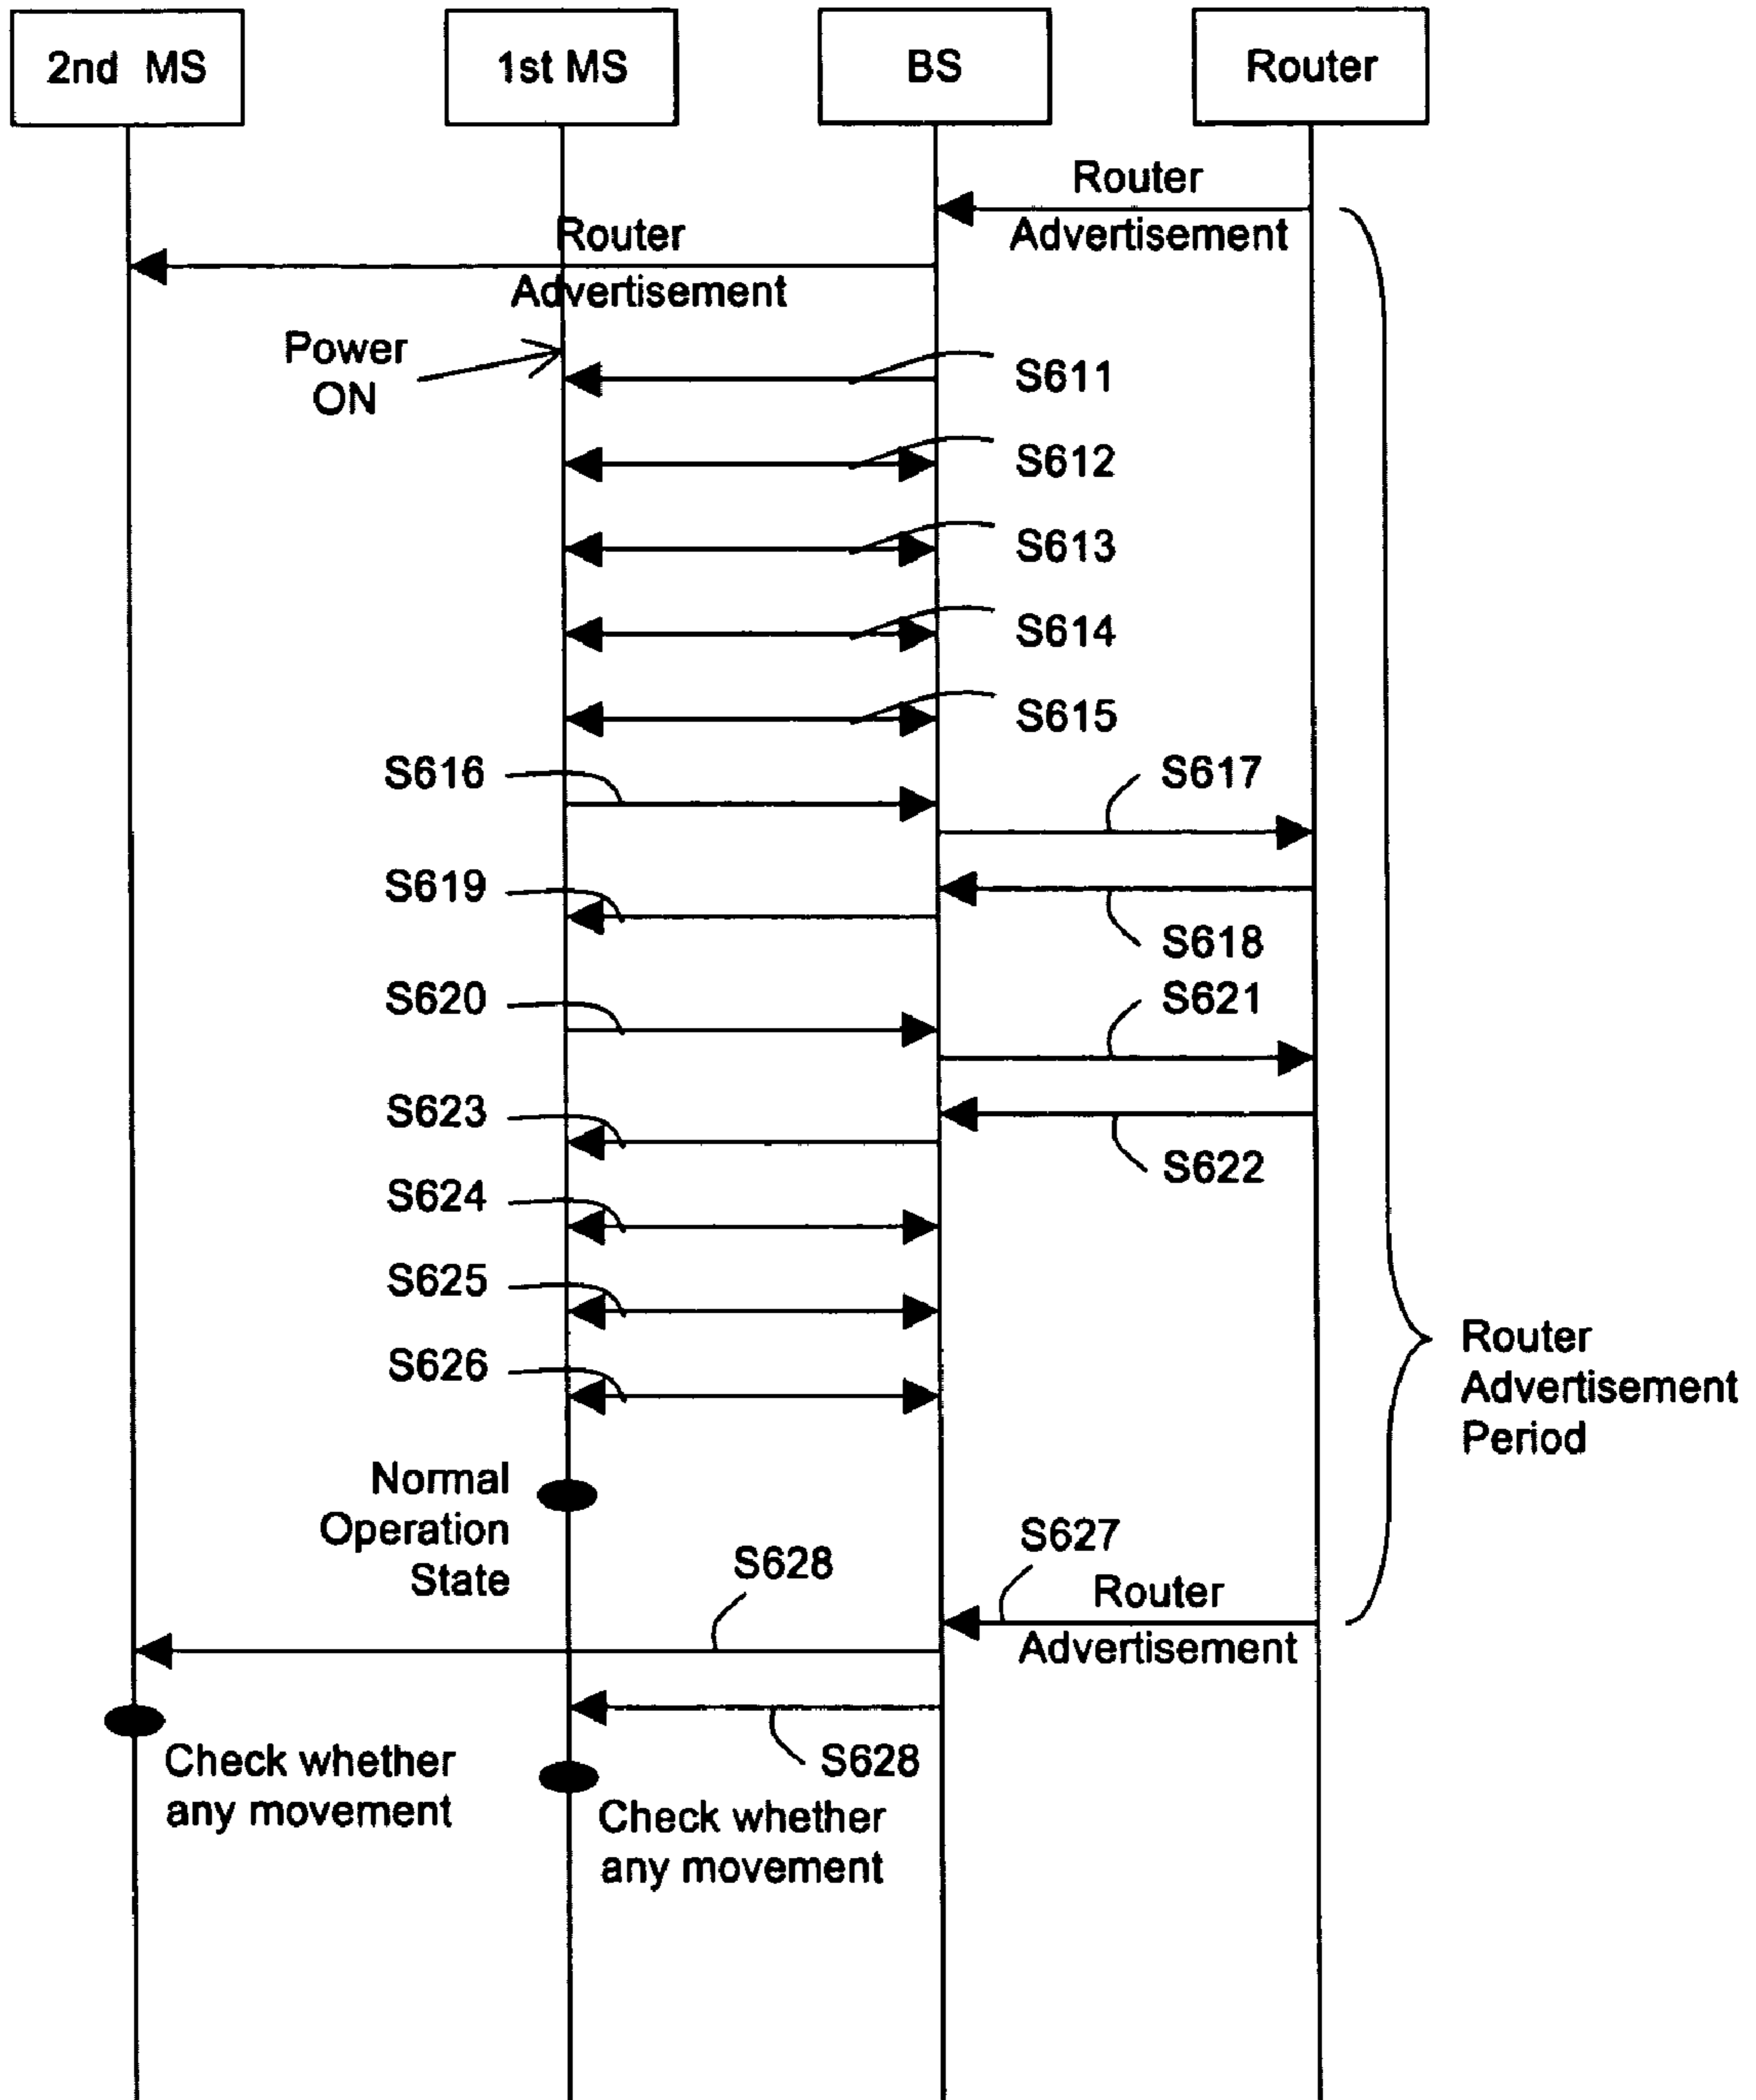 2nd MS
1st MS
BS
Router
Router
Advertisement
Router
Advertisement
Power
ON
S611
S612
S613
S614
S615
S616
S617
S619
S618
S620
S621
S623
S622
S624
S625
S626
Router
Advertisement
Period
Normal
Operation
State
S628
S627
Router
Advertisement
S628
Check whether
any movement
Check whether
any movement